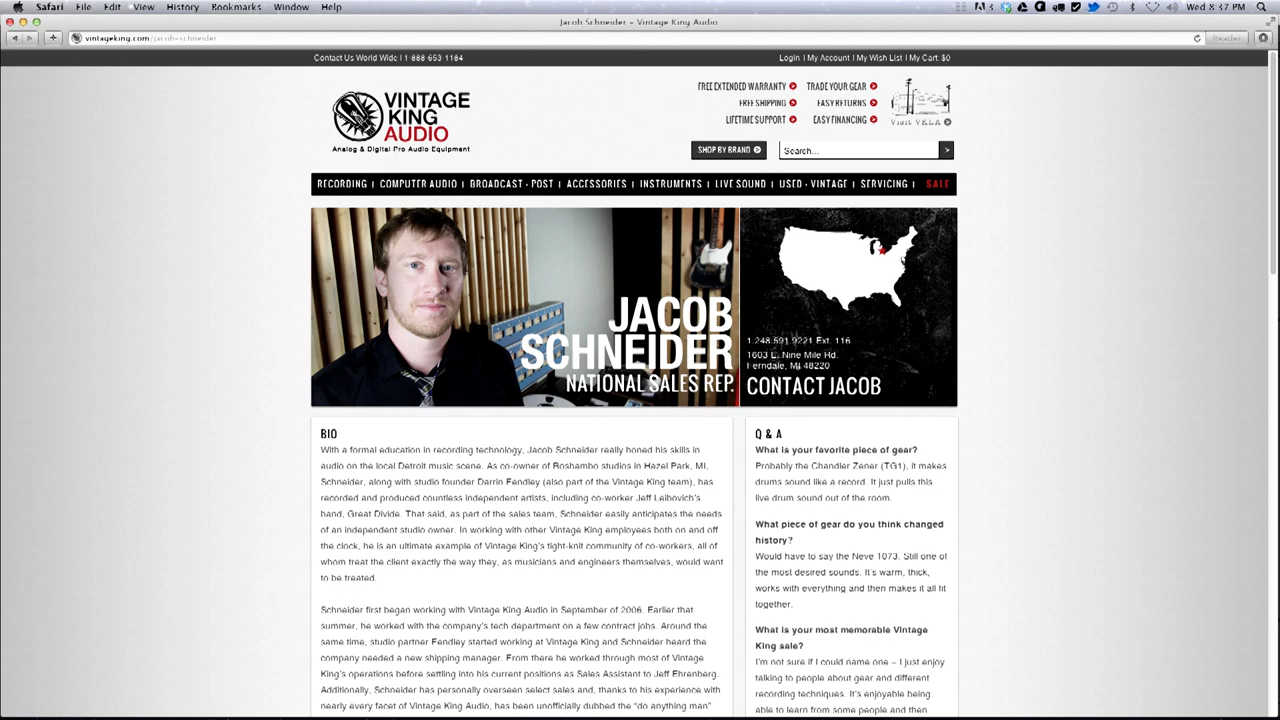 Safari File Edit View History Bookmarks Window Help
3
Wed 8:37 PM
Jacob Schneider – Vintage King Audio
vintageking.com/jacob-schneider
Reader
Contact Us World Wide | 1 888 653 1184
Login | My Account | My Wish List | My Cart: $0
FREE EXTENDED WARRANTY
TRADE YOUR GEAR
FREE SHIPPING
EASY RETURNS
LIFETIME SUPPORT
EASY FINANCING
Visit VKLA
VINTAGE
KING
AUDIO
Analog & Digital Pro Audio Equipment
SHOP BY BRAND
Search...
RECORDING | COMPUTER AUDIO | BROADCAST - POST | ACCESSORIES | INSTRUMENTS | LIVE SOUND | USED - VINTAGE | SERVICING | SALE
JACOB
SCHNEIDER
NATIONAL SALES REP.
1.248.591.9221 Ext. 116
1603 E. Nine Mile Rd.
Ferndale, MI 48220
CONTACT JACOB
BIO
With a formal education in recording technology, Jacob Schneider really honed his skills in
audio on the local Detroit music scene. As co-owner of Roshambo studios in Hazel Park, MI,
Schneider, along with studio founder Darrin Fendley (also part of the Vintage King team), has
recorded and produced countless independent artists, including co-worker Jeff Leibovich's
band, Great Divide. That said, as part of the sales team, Schneider easily anticipates the needs
of an independent studio owner. In working with other Vintage King employees both on and off
the clock, he is an ultimate example of Vintage King's tight-knit community of co-workers, all of
whom treat the client exactly the way they, as musicians and engineers themselves, would want
to be treated.
Schneider first began working with Vintage King Audio in September of 2006. Earlier that
summer, he worked with the company's tech department on a few contract jobs. Around the
same time, studio partner Fendley started working at Vintage King and Schneider heard the
company needed a new shipping manager. From there he worked through most of Vintage
King's operations before settling into his current positions as Sales Assistant to Jeff Ehrenberg.
Additionally, Schneider has personally overseen select sales and, thanks to his experience with
nearly every facet of Vintage King Audio, has been unofficially dubbed the "do anything man"
Q & A
What is your favorite piece of gear?
Probably the Chandler Zener (TG1), it makes
drums sound like a record. It just pulls this
live drum sound out of the room.
What piece of gear do you think changed
history?
Would have to say the Neve 1073. Still one of
the most desired sounds. It's warm, thick,
works with everything and then makes it all fit
together.
What is your most memorable Vintage
King sale?
I'm not sure if I could name one – I just enjoy
talking to people about gear and different
recording techniques. It's enjoyable being
able to learn from some people and then